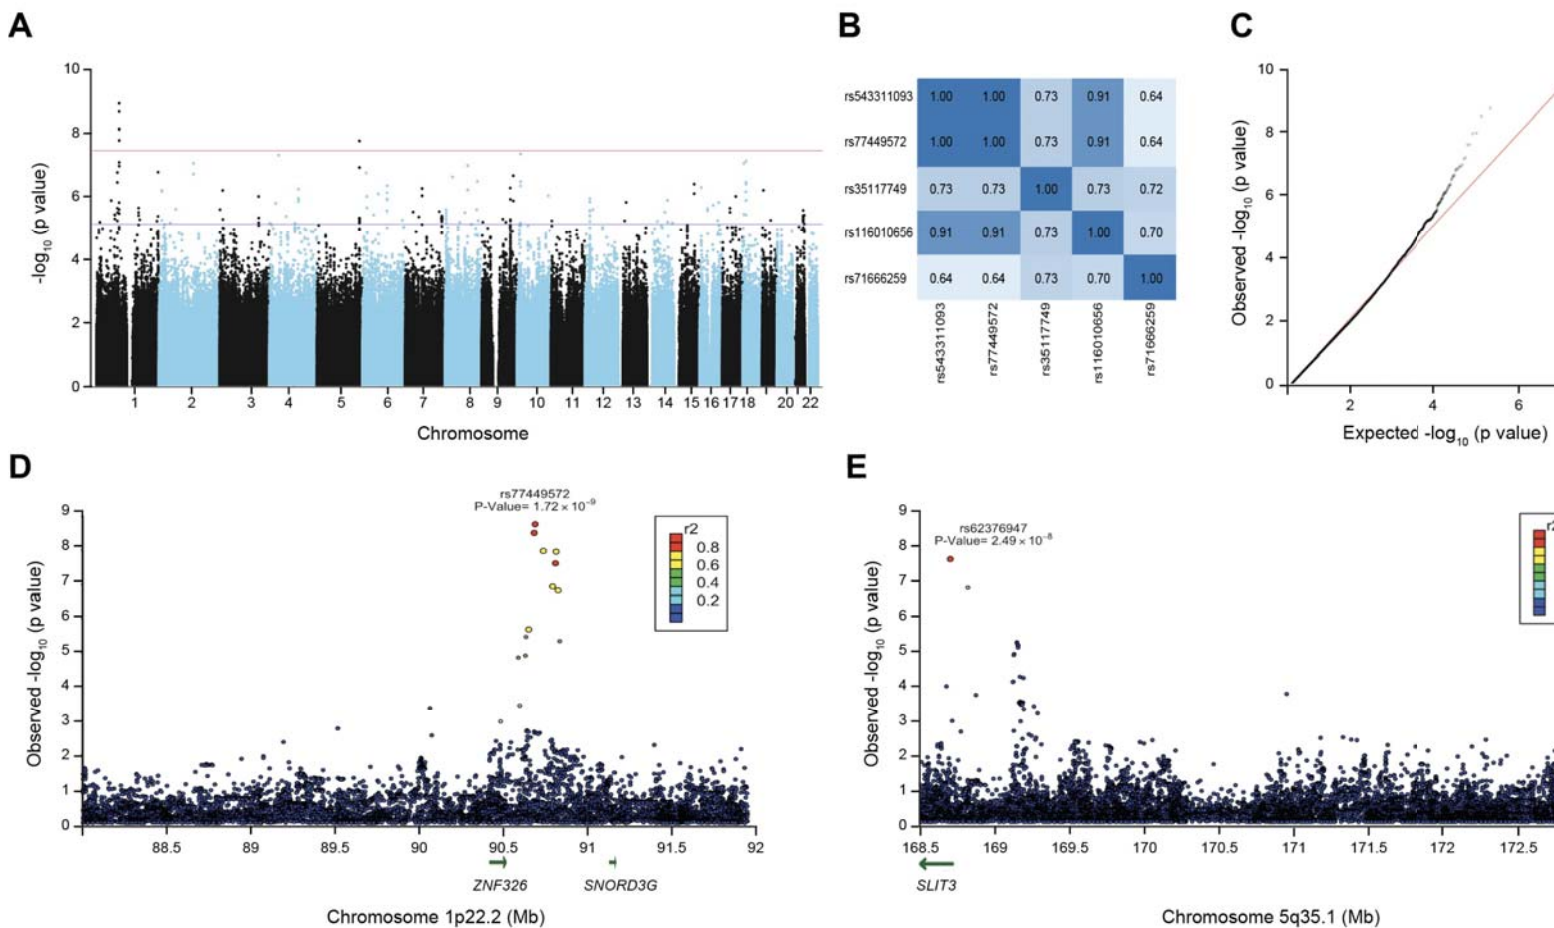 A
10
8
6
4
2
0
-log10 (p value)
1 2 3 4 5 6 7 8 9 10 11 12 13 14 15 16 17 18 19 20 22
Chromosome
B
rs543311093 1.00 1.00 0.73 0.91 0.64
rs77449572 1.00 1.00 0.73 0.91 0.64
rs35117749 0.73 0.73 1.00 0.73 0.72
rs116010656 0.91 0.91 0.73 1.00 0.70
rs71666259 0.64 0.64 0.73 0.70 1.00
rs543311093
rs77449572
rs35117749
rs116010656
rs71666259
C
10
8
6
4
2
0
Observed -log10 (p value)
2 4 6
Expected -log10 (p value)
D
rs77449572
P-Value= 1.72 × 10−9
9
8
7
6
5
4
3
2
1
0
Observed -log10 (p value)
r2
0.8
0.6
0.4
0.2
88.5 89 89.5 90 90.5 91 91.5 92
ZNF326 SNORD3G
Chromosome 1p22.2 (Mb)
E
rs62376947
P-Value= 2.49 × 10−8
9
8
7
6
5
4
3
2
1
0
Observed -log10 (p value)
168.5 169 169.5 170 170.5 171 171.5 172 172.5
SLIT3
Chromosome 5q35.1 (Mb)